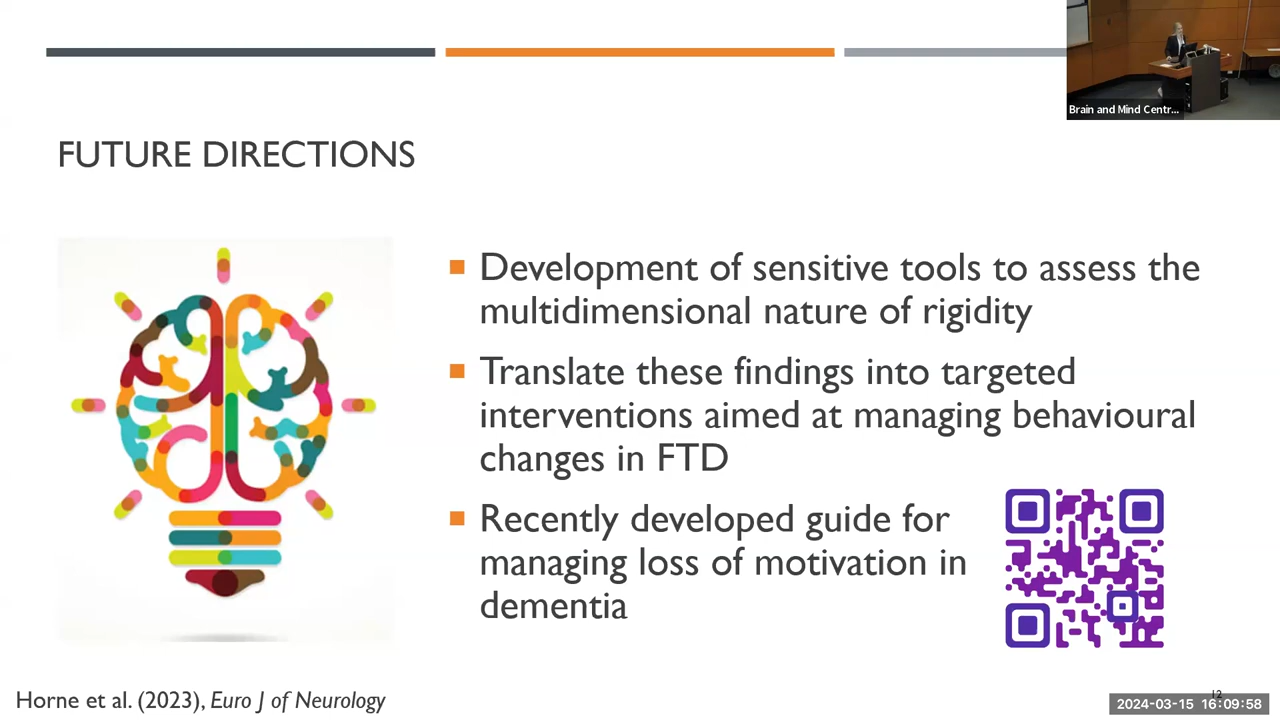 Brain and Mind Centr...
FUTURE DIRECTIONS
Development of sensitive tools to assess the
multidimensional nature of rigidity
Translate these findings into targeted
interventions aimed at managing behavioural
changes in FTD
Recently developed guide for
managing loss of motivation in
dementia
Horne et al. (2023), Euro J of Neurology
12
2024-03-15 16:09:58